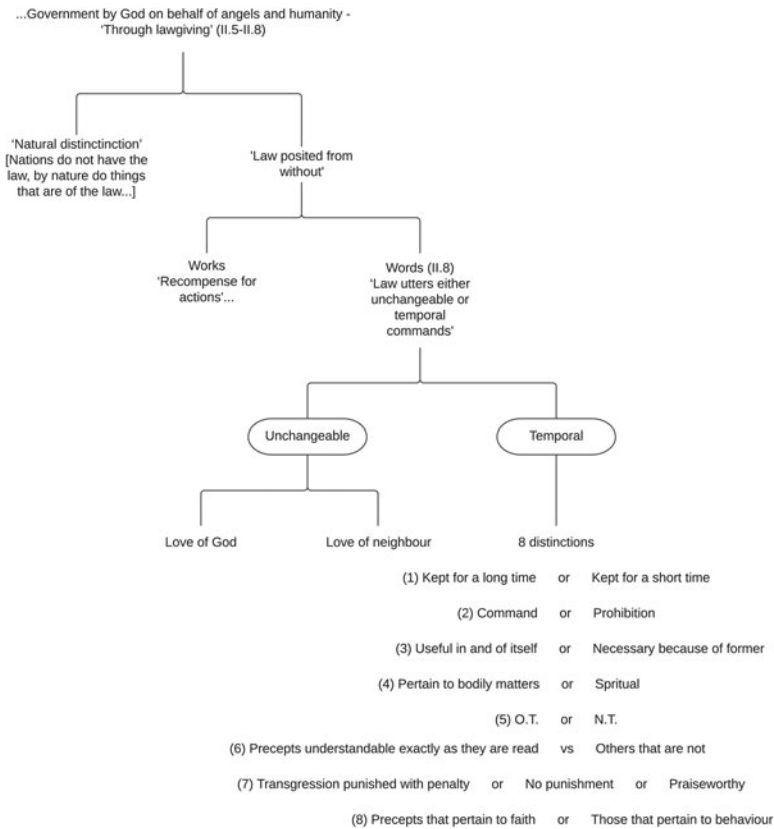 ...Government by God on behalf of angels and humanity -
'Through lawgiving' (II.5-II.8)
'Natural distinctinction'
[Nations do not have the
law, by nature do things
that are of the law...]
'Law posited from
without'
Works
'Recompense for
actions'...
Words (II.8)
'Law utters either
unchangeable or
temporal
commands'
Unchangeable
Temporal
Love of God
Love of neighbour
8 distinctions
(1) Kept for a long time or Kept for a short time
(2) Command or Prohibition
(3) Useful in and of itself or Necessary because of former
(4) Pertain to bodily matters or Spritual
(5) O.T. or N.T.
(6) Precepts understandable exactly as they are read vs Others that are not
(7) Transgression punished with penalty or No punishment or Praiseworthy
(8) Precepts that pertain to faith or Those that pertain to behaviour